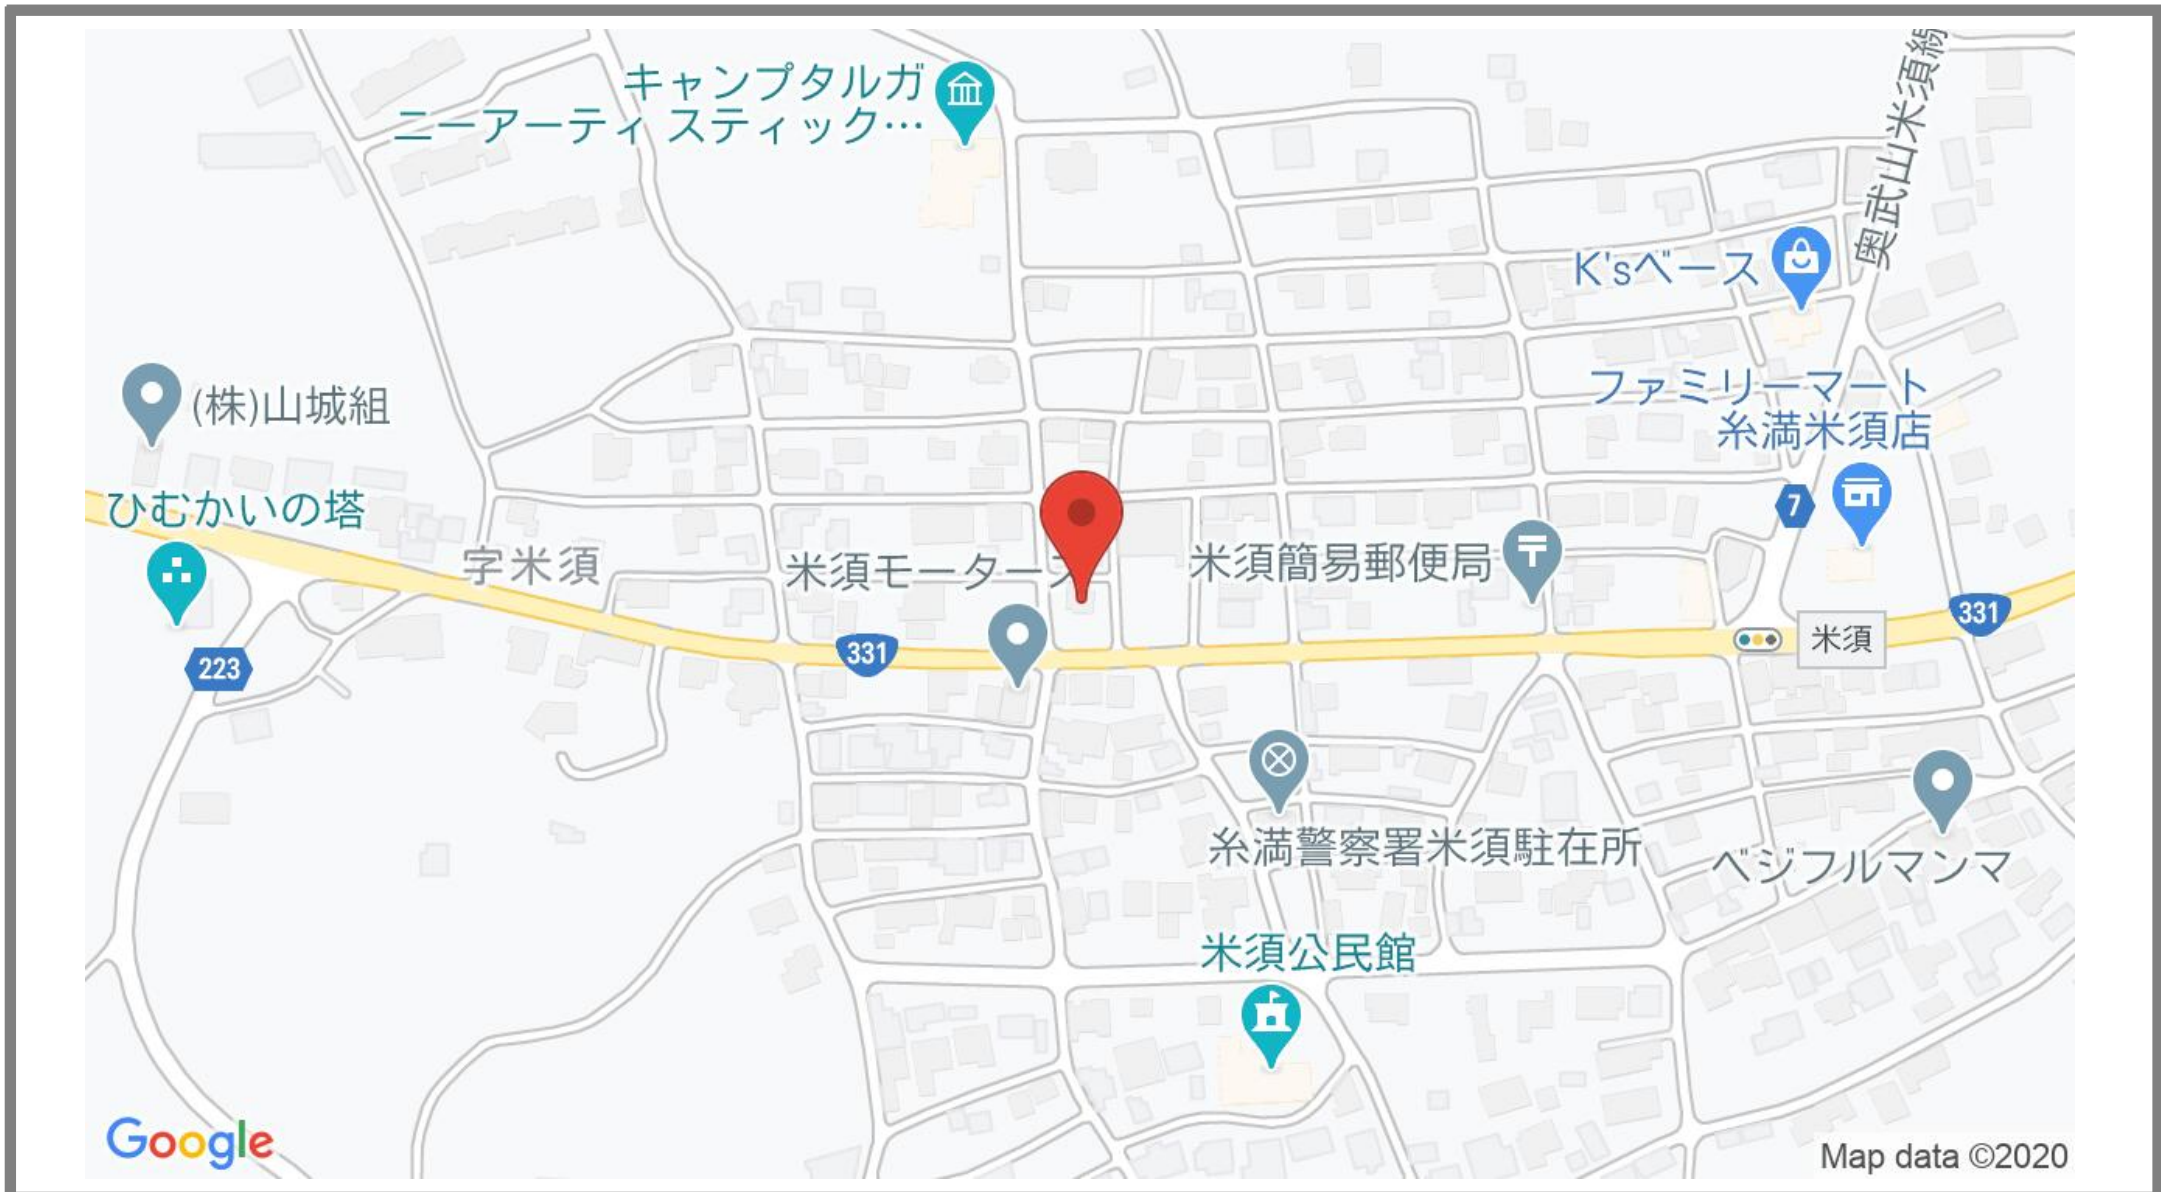 キャンプタルガ
ニーアーティ スティック…
奥武山米須線
K'sベース
ファミリーマート
糸満米須店
(株)山城組
ひむかいの塔
7
字米須
米須モータース
米須簡易郵便局
331
331
米須
223
糸満警察署米須駐在所
ベジフルマンマ
米須公民館
Google
Map data ©2020